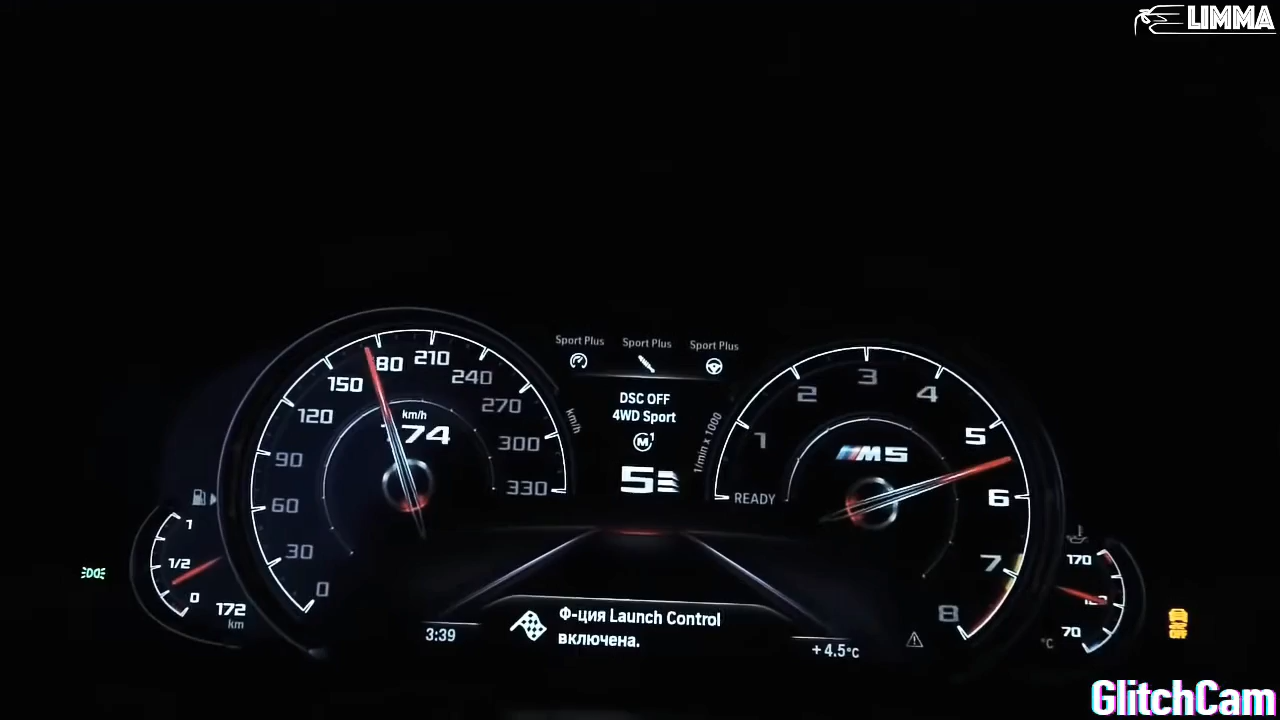 LIMMA
Sport Plus
Sport Plus
Sport Plus
DSC OFF
4WD Sport
M1
5
km/h
174
0
30
60
90
120
150
80
210
240
270
300
330
km/h
1/min x 1000
READY
1
2
3
4
5
6
7
8
M5
1
1/2
0
172
km
170
70
°C
3:39
Ф-ция Launch Control
включена.
+4.5°C
GlitchCam